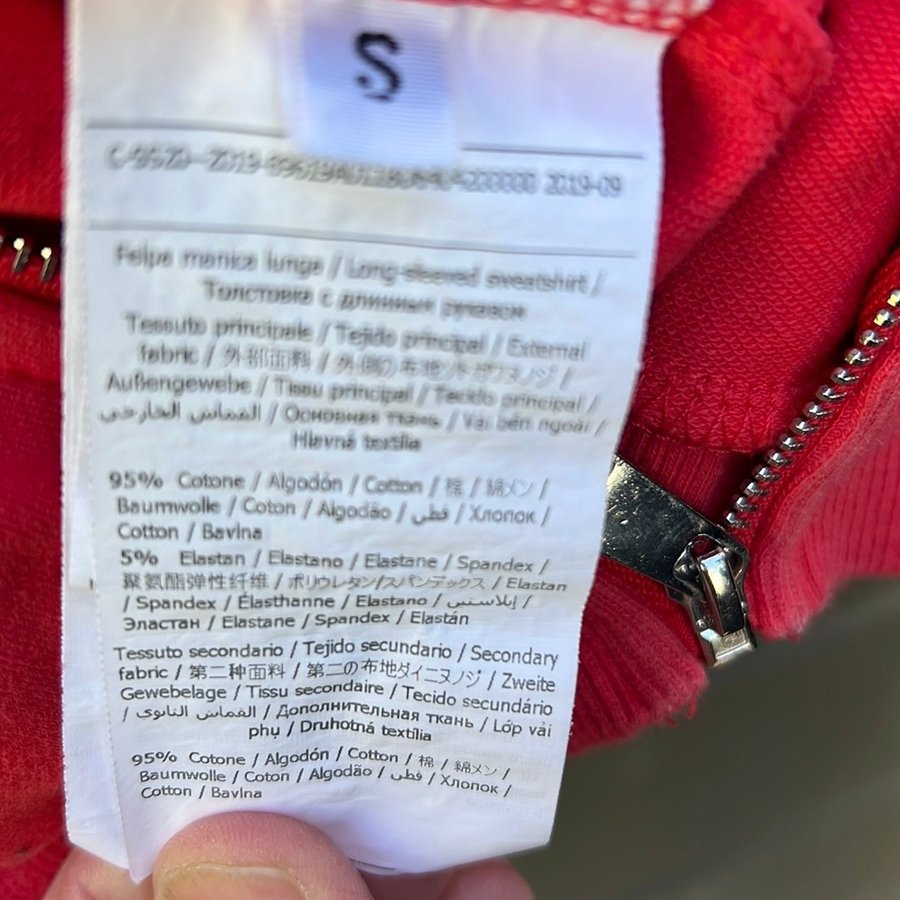 S
2019-09
Felpa manica lunga / Long-sleeved sweatshirt /
Толстовка с длинным рукавом
Tessuto principale / Tejido principal / External
fabric / 外部面料 / 外側の布地
Außengewebe / Tissu principal / Tecido principal /
القماش الخارجي / Основная ткань / Vải bên ngoài /
Hlavná textília
95% Cotone / Algodón / Cotton / 棉 / 綿メン /
Baumwolle / Coton / Algodão / قطن / Хлопок /
Cotton / Bavlna
5% Elastan / Elastano / Elastane / Spandex /
聚氨酯弹性纤维 / ポリウレタン/スパンデックス / Elastan
/ Spandex / Élasthanne / Elastano / إيلاستين /
Эластан / Elastane / Spandex / Elastán
Tessuto secondario / Tejido secundario / Secondary
fabric / 第二种面料 / 第二の布地ダイニヌノジ / Zweite
Gewebelage / Tissu secondaire / Tecido secundário
/ القماش الثانوي / Дополнительная ткань / Lớp vải
phụ / Druhotná textília
95% Cotone / Algodón / Cotton / 棉 / 綿メン /
Baumwolle / Coton / Algodão / قطن / Хлопок /
Cotton / Bavlna